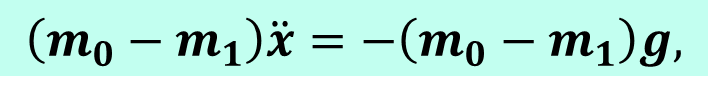 (m₀ − m₁)ẍ = −(m₀ − m₁)g,